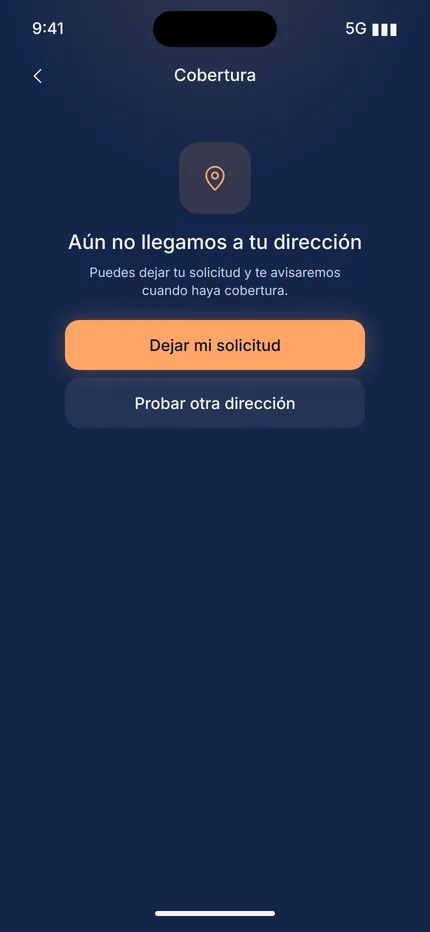 9:41
5G
Cobertura
Aún no llegamos a tu dirección
Puedes dejar tu solicitud y te avisaremos
cuando haya cobertura.
Dejar mi solicitud
Probar otra dirección